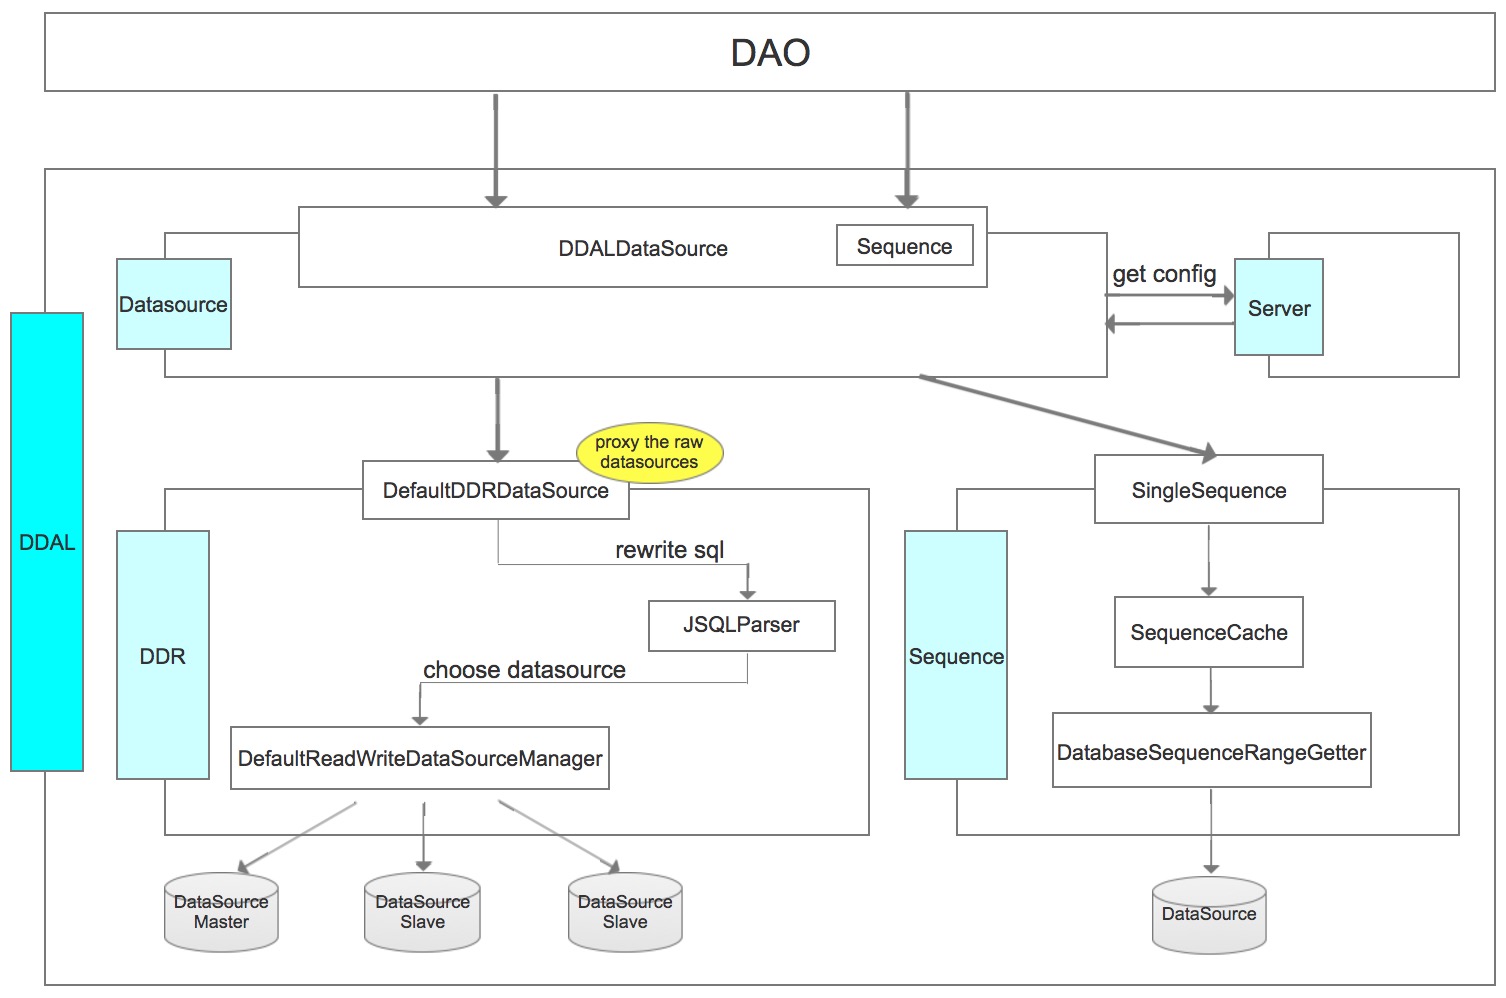 DAO
DDALDataSource
Sequence
Datasource
get config
Server
proxy the raw
datasources
DefaultDDRDataSource
SingleSequence
rewrite sql
DDAL
JSQLParser
SequenceCache
DDR
Sequence
choose datasource
DefaultReadWriteDataSourceManager
DatabaseSequenceRangeGetter
DataSource
Master
DataSource
Slave
DataSource
Slave
DataSource